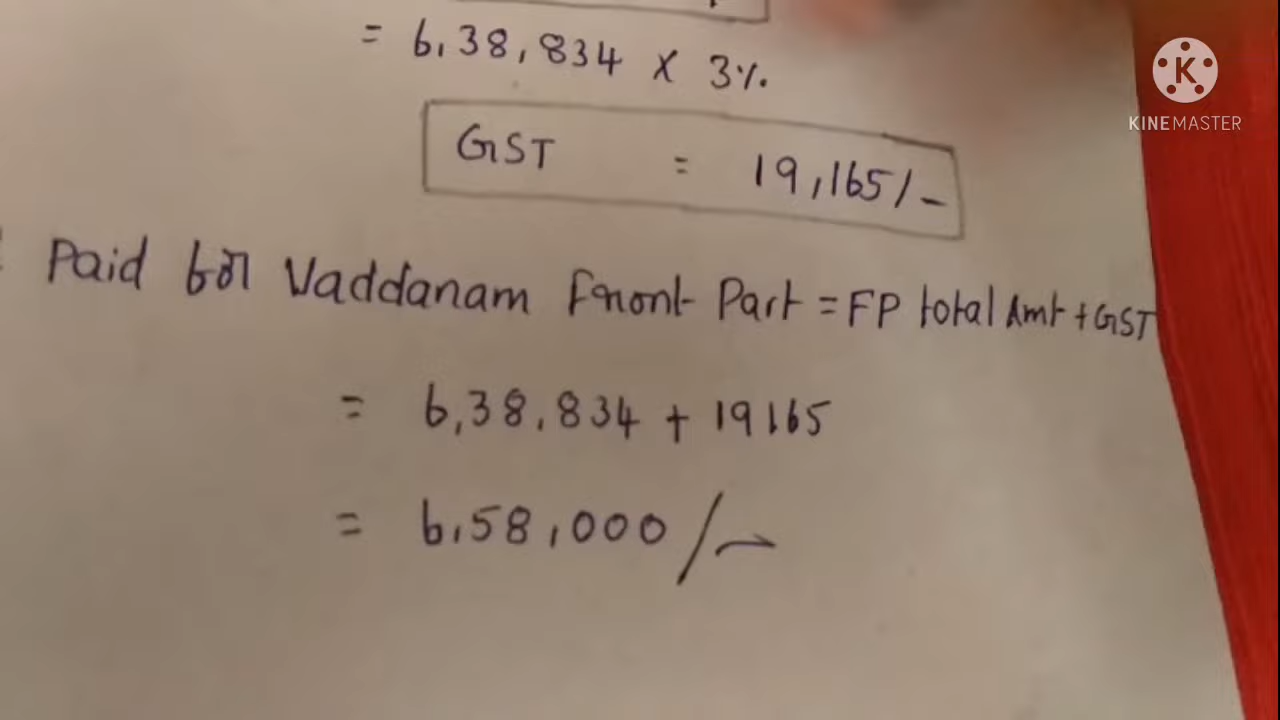 = 6,38,834 X 3%
GST = 19,165/-
Paid for Vaddanam Front Part = FP total Amt + GST
= 6,38,834 + 19165
= 6,58,000/-
K
KINEMASTER